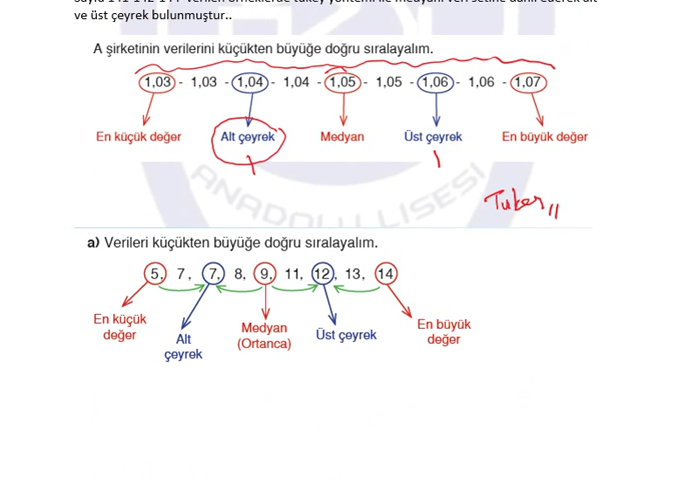 ve üst çeyrek bulunmuştur..
A şirketinin verilerini küçükten büyüğe doğru sıralayalım.
1,03 - 1,03 - 1,04 - 1,04 - 1,05 - 1,05 - 1,06 - 1,06 - 1,07
En küçük değer Alt çeyrek Medyan Üst çeyrek En büyük değer
ANADOLU LİSESİ
a) Verileri küçükten büyüğe doğru sıralayalım.
5, 7, 7, 8, 9, 11, 12, 13, 14
En küçük değer
Alt çeyrek
Medyan (Ortanca)
Üst çeyrek
En büyük değer